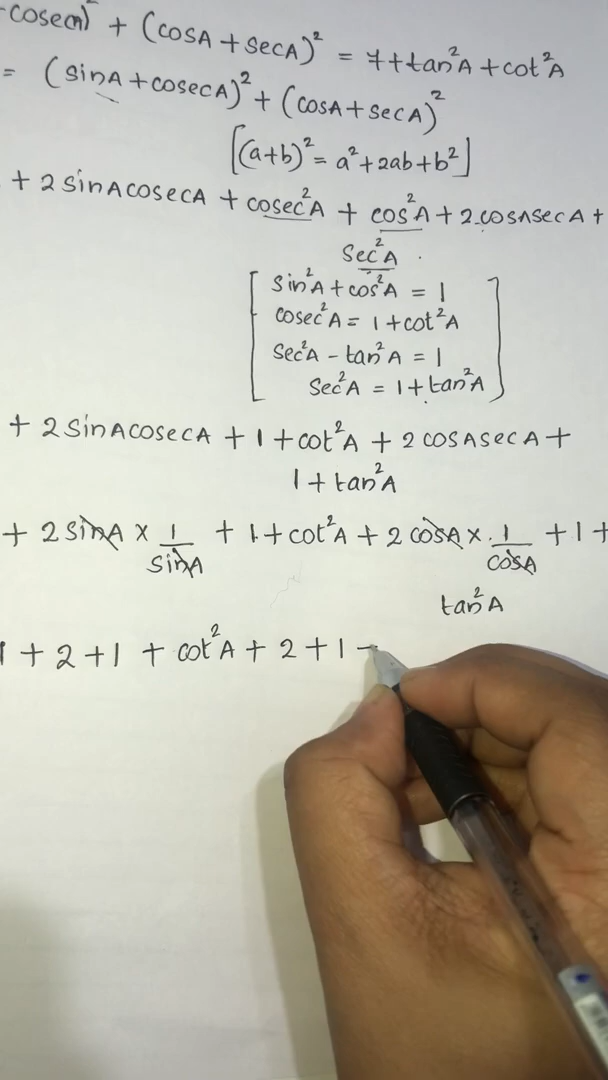 cosecA)² + (cosA + secA)² = 7 + tan²A + cot²A
= (sinA + cosecA)² + (cosA + secA)²
[(a+b)² = a² + 2ab + b²]
+ 2 sinA cosecA + cosec²A + cos²A + 2 cosA secA +
sec²A
sin²A + cos²A = 1
cosec²A = 1 + cot²A
sec²A - tan²A = 1
sec²A = 1 + tan²A
+ 2 sinA cosecA + 1 + cot²A + 2 cosA secA +
1 + tan²A
+ 2 sinA × 1/sinA + 1 + cot²A + 2 cosA × 1/cosA + 1 +
tan²A
1 + 2 + 1 + cot²A + 2 + 1 -